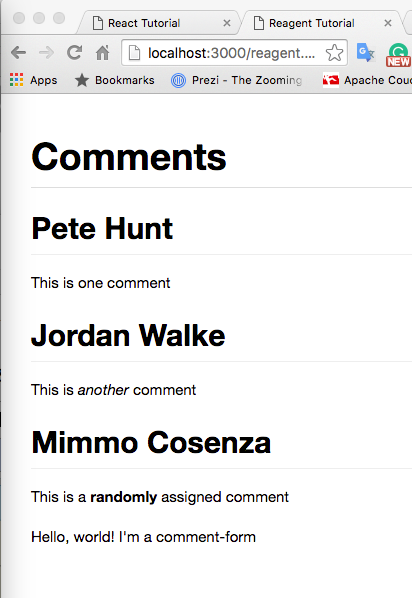 React Tutorial
Reagent Tutorial
localhost:3000/reagent....
NEW
Apps
Bookmarks
Prezi - The Zooming
Apache Couc
Comments
Pete Hunt
This is one comment
Jordan Walke
This is another comment
Mimmo Cosenza
This is a randomly assigned comment
Hello, world! I'm a comment-form